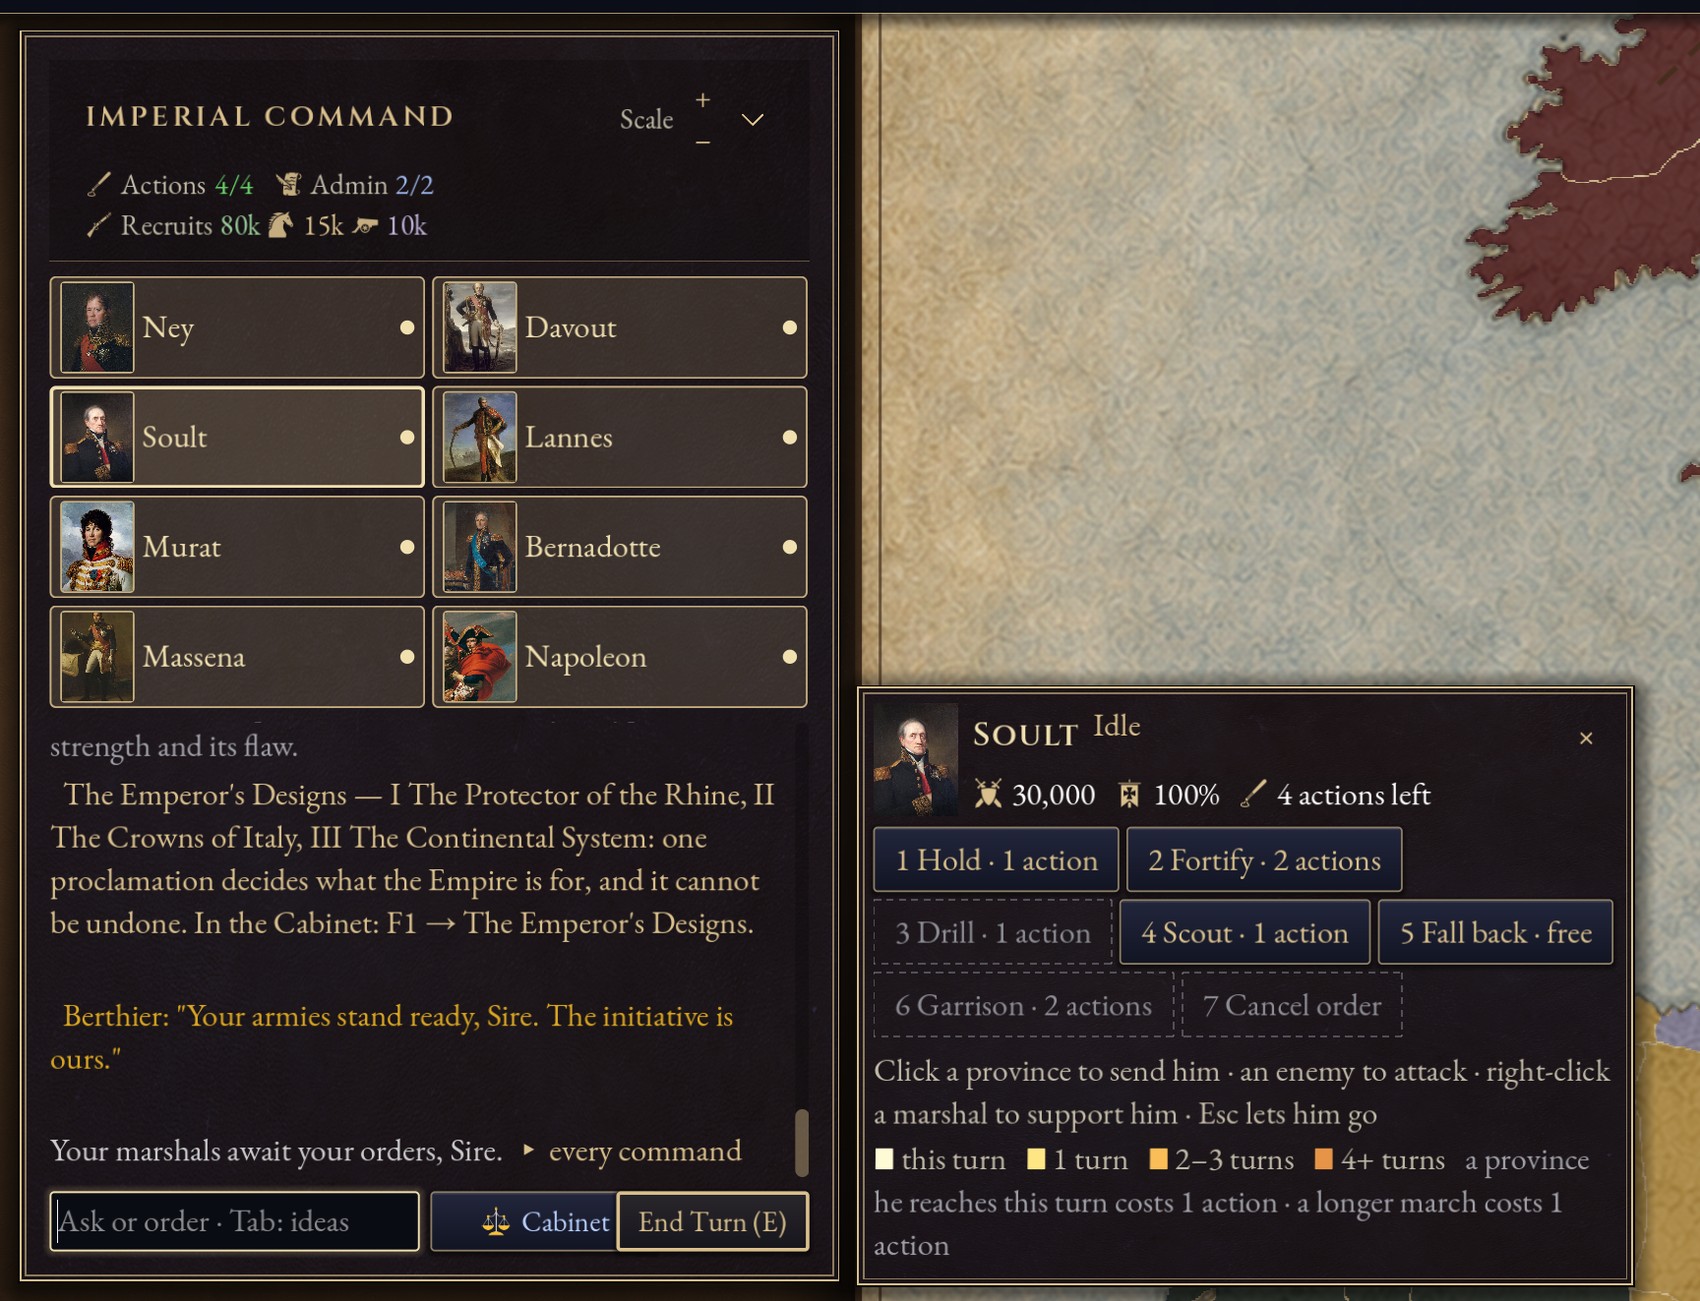 IMPERIAL COMMAND
Scale + −
Actions 4/4 Admin 2/2
Recruits 80k 15k 10k
Ney
Davout
Soult
Lannes
Murat
Bernadotte
Massena
Napoleon
strength and its flaw.
The Emperor's Designs — I The Protector of the Rhine, II
The Crowns of Italy, III The Continental System: one
proclamation decides what the Empire is for, and it cannot
be undone. In the Cabinet: F1 → The Emperor's Designs.
Berthier: "Your armies stand ready, Sire. The initiative is
ours."
Your marshals await your orders, Sire. ▸ every command
Ask or order · Tab: ideas
Cabinet
End Turn (E)
SOULT Idle ×
30,000 100% 4 actions left
1 Hold · 1 action
2 Fortify · 2 actions
3 Drill · 1 action
4 Scout · 1 action
5 Fall back · free
6 Garrison · 2 actions
7 Cancel order
Click a province to send him · an enemy to attack · right-click
a marshal to support him · Esc lets him go
this turn 1 turn 2–3 turns 4+ turns a province
he reaches this turn costs 1 action · a longer march costs 1
action